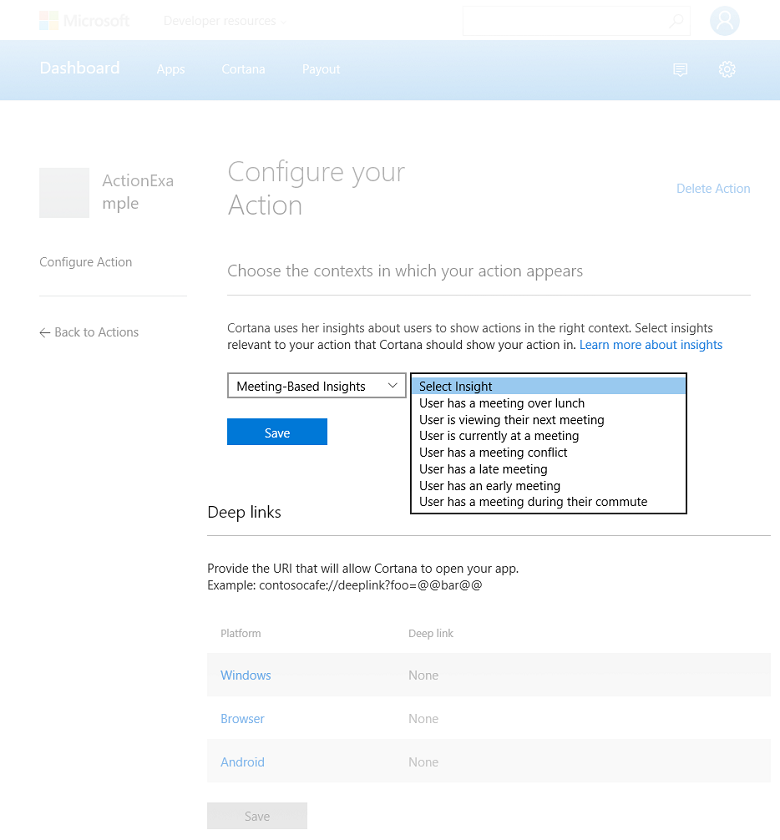 Microsoft
Developer resources
Dashboard
Apps
Cortana
Payout
ActionExa
mple
Configure Action
← Back to Actions
Configure your
Action
Delete Action
Choose the contexts in which your action appears
Cortana uses her insights about users to show actions in the right context. Select insights
relevant to your action that Cortana should show your action in. Learn more about insights
Meeting-Based Insights
Select Insight
User has a meeting over lunch
User is viewing their next meeting
User is currently at a meeting
User has a meeting conflict
User has a late meeting
User has an early meeting
User has a meeting during their commute
Save
Deep links
Provide the URI that will allow Cortana to open your app.
Example: contosocafe://deeplink?foo=@@bar@@
Platform
Deep link
Windows
None
Browser
None
Android
None
Save